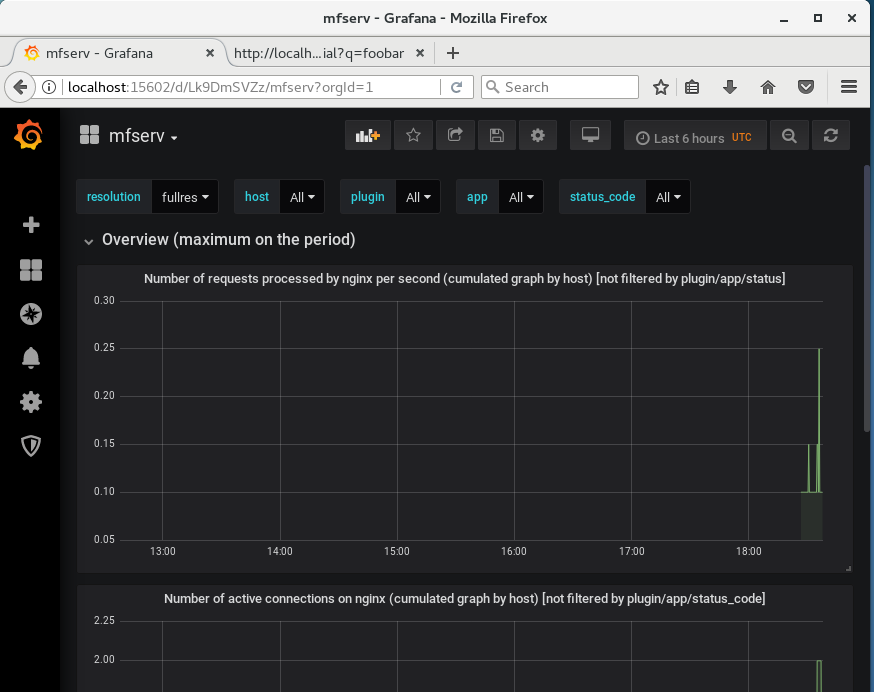 mfserv - Grafana - Mozilla Firefox
mfserv - Grafana
http://localh...ial?q=foobar
localhost:15602/d/Lk9DmSVZz/mfserv?orgId=1
Search
mfserv
Last 6 hours UTC
resolution fullres host All plugin All app All status_code All
Overview (maximum on the period)
Number of requests processed by nginx per second (cumulated graph by host) [not filtered by plugin/app/status]
0.30
0.25
0.20
0.15
0.10
0.05
13:00 14:00 15:00 16:00 17:00 18:00
Number of active connections on nginx (cumulated graph by host) [not filtered by plugin/app/status_code]
2.25
2.00